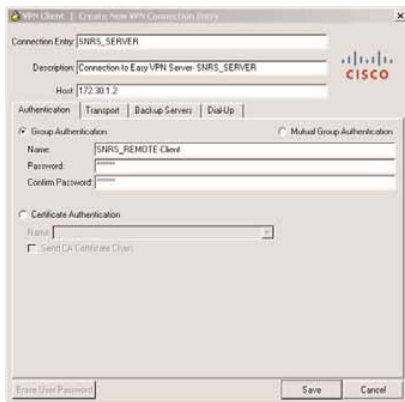 VPN Client | Create New VPN Connection Entry
Connection Entry: SNRS_SERVER
Description: Connection to Easy VPN Server- SNRS_SERVER
Host: 172.30.1.2
CISCO
Authentication Transport Backup Servers Dial-Up
Group Authentication Mutual Group Authentication
Name: SNRS_REMOTE-Client
Password: *******
Confirm Password: *******
Certificate Authentication
Name:
Send CA Certificate Chain
Erase User Password Save Cancel